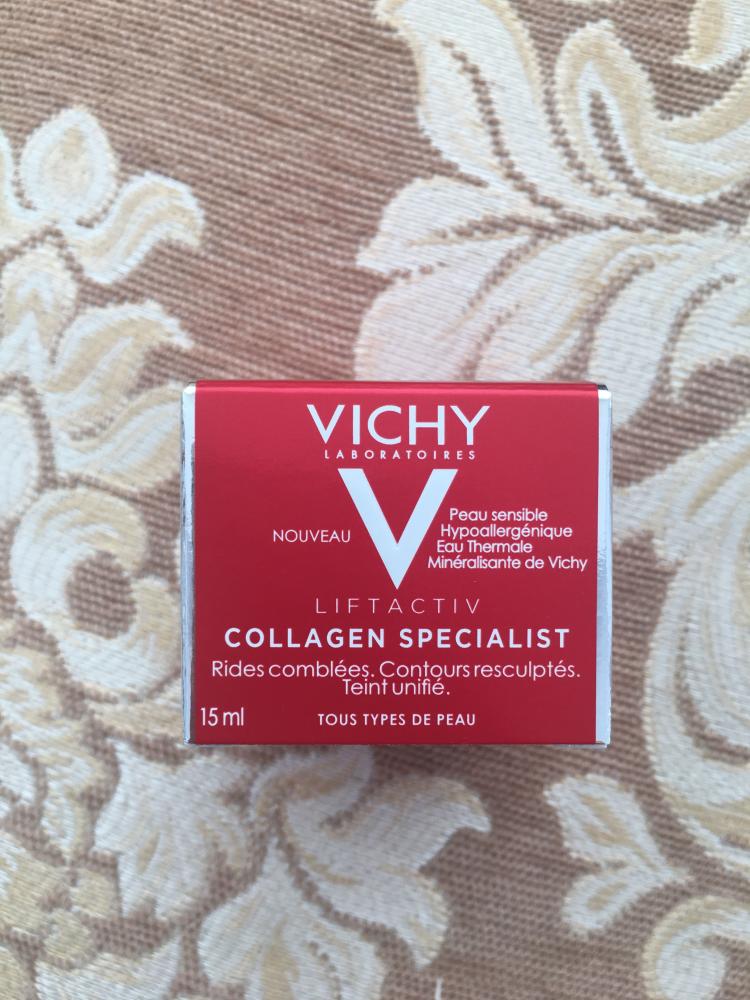 VICHY
LABORATOIRES
V
NOUVEAU
Peau sensible
Hypoallergénique
Eau Thermale
Minéralisante de Vichy
LIFTACTIV
COLLAGEN SPECIALIST
Rides comblées. Contours resculptés.
Teint unifié.
15 ml
TOUS TYPES DE PEAU